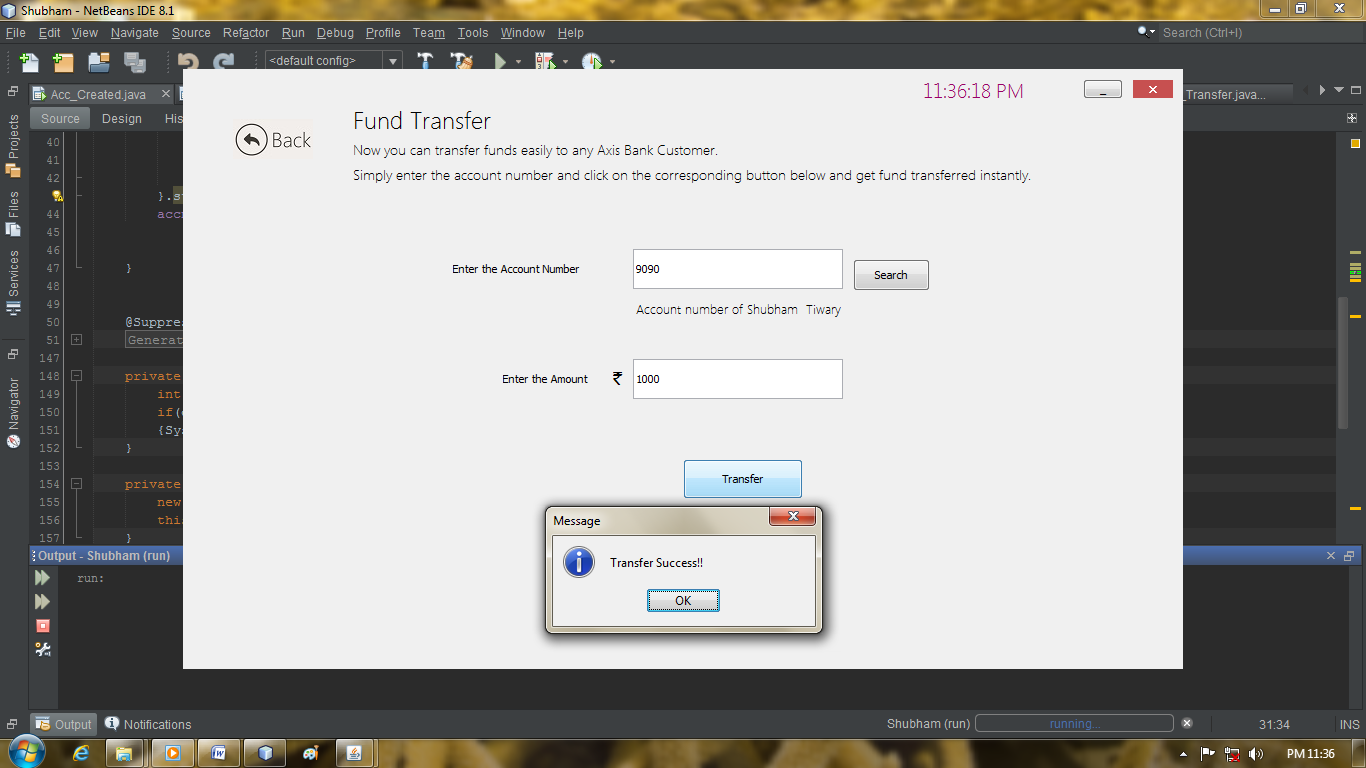 Shubham - NetBeans IDE 8.1
File Edit View Navigate Source Refactor Run Debug Profile Team Tools Window Help
Search (Ctrl+I)
<default config>
Acc_Created.java
_Transfer.java...
Source Design His
Projects
Files
Services
Navigator
11:36:18 PM
Back
Fund Transfer
Now you can transfer funds easily to any Axis Bank Customer.
Simply enter the account number and click on the corresponding button below and get fund transferred instantly.
Enter the Account Number 9090 Search
Account number of Shubham Tiwary
Enter the Amount ₹ 1000
Transfer
Message
Transfer Success!!
OK
40
41
42
}.s
44 acc
45
46
47 }
48
49
50 @Suppres
51 Generat
147
148 private
149 int
150 if(
151 {Sys
152 }
153
154 private
155 new
156 this
157 }
Output - Shubham (run)
run:
Output Notifications
Shubham (run) running... 31:34 INS
PM 11:36